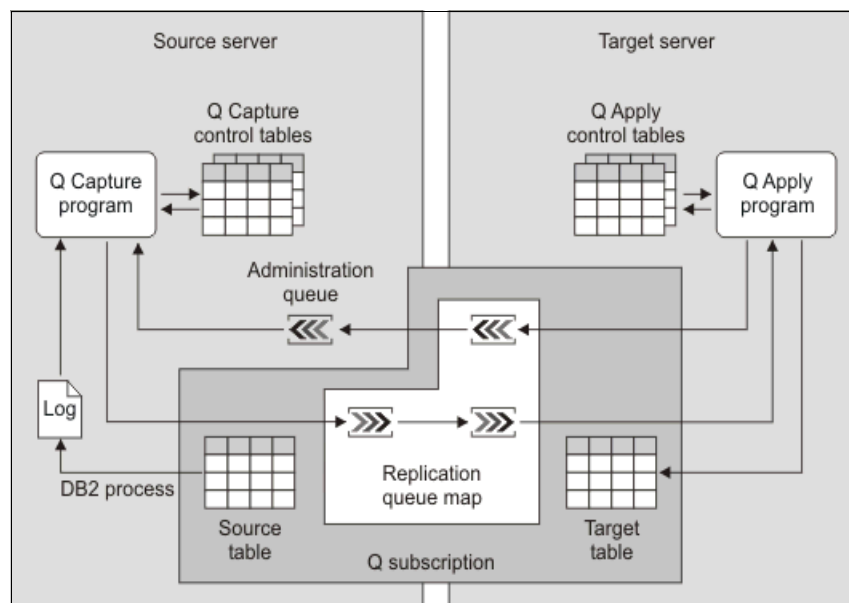 Source server
Target server
Q Capture
control tables
Q Apply
control tables
Q Capture
program
Q Apply
program
Administration
queue
Log
DB2 process
Replication
queue map
Source
table
Target
table
Q subscription